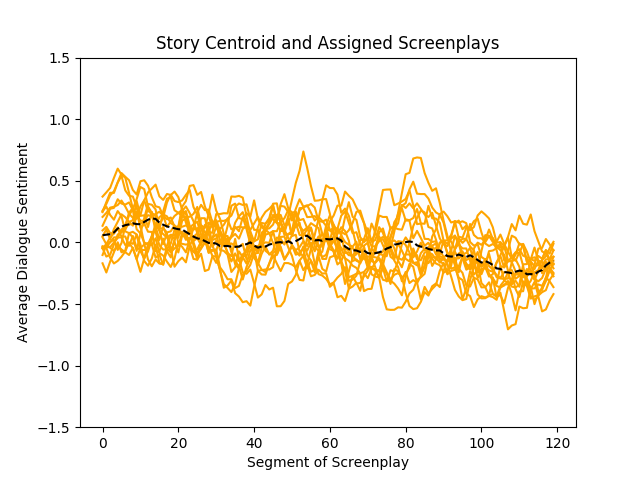 Story Centroid and Assigned Screenplays
Average Dialogue Sentiment
1.5
1.0
0.5
0.0
−0.5
−1.0
−1.5
0 20 40 60 80 100 120
Segment of Screenplay